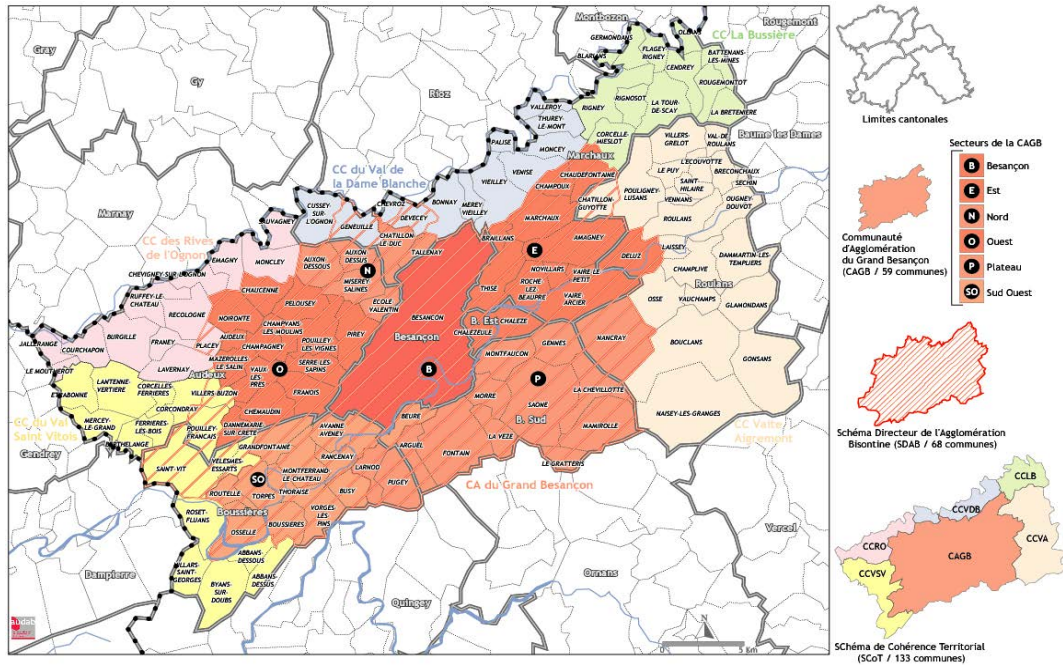 Montbozon
Rougemont
GERMONDANS
OLLANS
CC La Bussière
Gray
BLARIANS
FLAGEY-
RIGNEY
BATTENANS-
LES-MINES
CENDREY
Gy
Rioz
ROUGEMONTOT
VALLEROY
RIGNEY
RIGNOSOT
LA TOUR-
DE-SCAY
THUREY-
LE-MONT
LA BRETENIERE
PALISE
MONCEY
CORCELLE-
MIESLOT
VILLERS-
GRELOT
VAL-DE-
ROULANS
Baume les Dames
Marchaux
VENISE
CC du Val de
la Dame Blanche
CHAUDEFONTAINE
L'ECOUVOTTE
LE PUY
BRECONCHAUX
VIEILLEY
CHAMPOUX
POULIGNEY-
LUSANS
SAINT-
HILAIRE
SECHIN
Marnay
CUSSEY-
SUR-
L'OGNON
CHEVROZ
BONNAY
MEREY-
VIEILLEY
CHATILLON-
GUYOTTE
VENNANS
OUGNEY-
DOUVOT
GENEUILLE
DEVECEY
MARCHAUX
ROULANS
SAUVAGNEY
CHATILLON-
LE-DUC
BRAILLANS
AMAGNEY
CC des Rives
de l'Ognon
AUXON-
DESSUS
TALLENAY
E
LAISSEY
EMAGNY
MONCLEY
AUXON-
DESSOUS
N
DELUZ
DAMMARTIN-LES-
TEMPLIERS
CHEVIGNEY-SUR-L'OGNON
MISEREY
SALINES
NOVILLARS
VAIRE-LE-
PETIT
CHAMPLIVE
RUFFEY-LE-
CHATEAU
CHAUCENNE
THISE
ROCHE
LEZ
BEAUPRE
Roulans
PELOUSEY
ECOLE
VALENTIN
VAIRE
ARCIER
OSSE
VAUCHAMPS
GLAMONDANS
RECOLOGNE
NOIRONTE
BESANCON
B. Est
CHALEZE
BURGILLE
CHAMPVANS
LES-MOULINS
PIREY
CHALEZEULE
AUDEUX
POUILLEY
LES-VIGNES
Besançon
GENNES
NANCRAY
JALLERANGE
FRANEY
PLACEY
CHAMPAGNEY
MONTFAUCON
BOUCLANS
COURCHAPON
MAZEROLLES-
LE-SALIN
SERRE-LES-
SAPINS
GONSANS
LE MOUTHEROT
LAVERNAY
Audeux
VAUX
LES
PRES
O
B
P
LANTENNE-
VERTIERE
CORCELLES-
FERRIERES
VILLERS-BUZON
FRANOIS
LA CHEVILLOTTE
ETRABONNE
CHEMAUDIN
MORRE
SAONE
NAISEY-LES-GRANGES
CORCONDRAY
BEURE
B. Sud
MAMIROLLE
CC du Val
Saint Vitois
MERCEY-
LE-GRAND
FERRIERES-
LES-BOIS
DANNEMARIE
SUR-CRETE
AVANNE
AVENEY
CC Vaite
Aigremont
POUILLEY-
FRANCAIS
ARGUEL
LA VEZE
BERTHELANGE
GRANDFONTAINE
Gendrey
FONTAIN
LE GRATTERIS
SAINT-VIT
VELESMES-
ESSARTS
RANCENAY
LARNOD
MONTFERRAND-
LE-CHATEAU
SO
THORAISE
PUGEY
CA du Grand Besançon
ROUTELLE
TORPES
BUSY
ROSET-
FLUANS
Boussières
VORGES-
LES-
PINS
BOUSSIERES
Vercel
OSSELLE
ABBANS-
DESSOUS
VILLARS-
SAINT-
GEORGES
Dampierre
ABBANS-
DESSUS
BYANS-
SUR-
DOUBS
Ornans
Quingey
audab
N
0
5 Km
Limites cantonales
Secteurs de la CAGB
B Besançon
E Est
N Nord
O Ouest
P Plateau
SO Sud Ouest
Communauté
d'Agglomération
du Grand Besançon
(CAGB / 59 communes)
Schéma Directeur de l'Agglomération
Bisontine (SDAB / 68 communes)
CCLB
CCVDB
CCRO
CAGB
CCVA
CCVSV
SChéma de Cohérence Territorial
(SCoT / 133 communes)